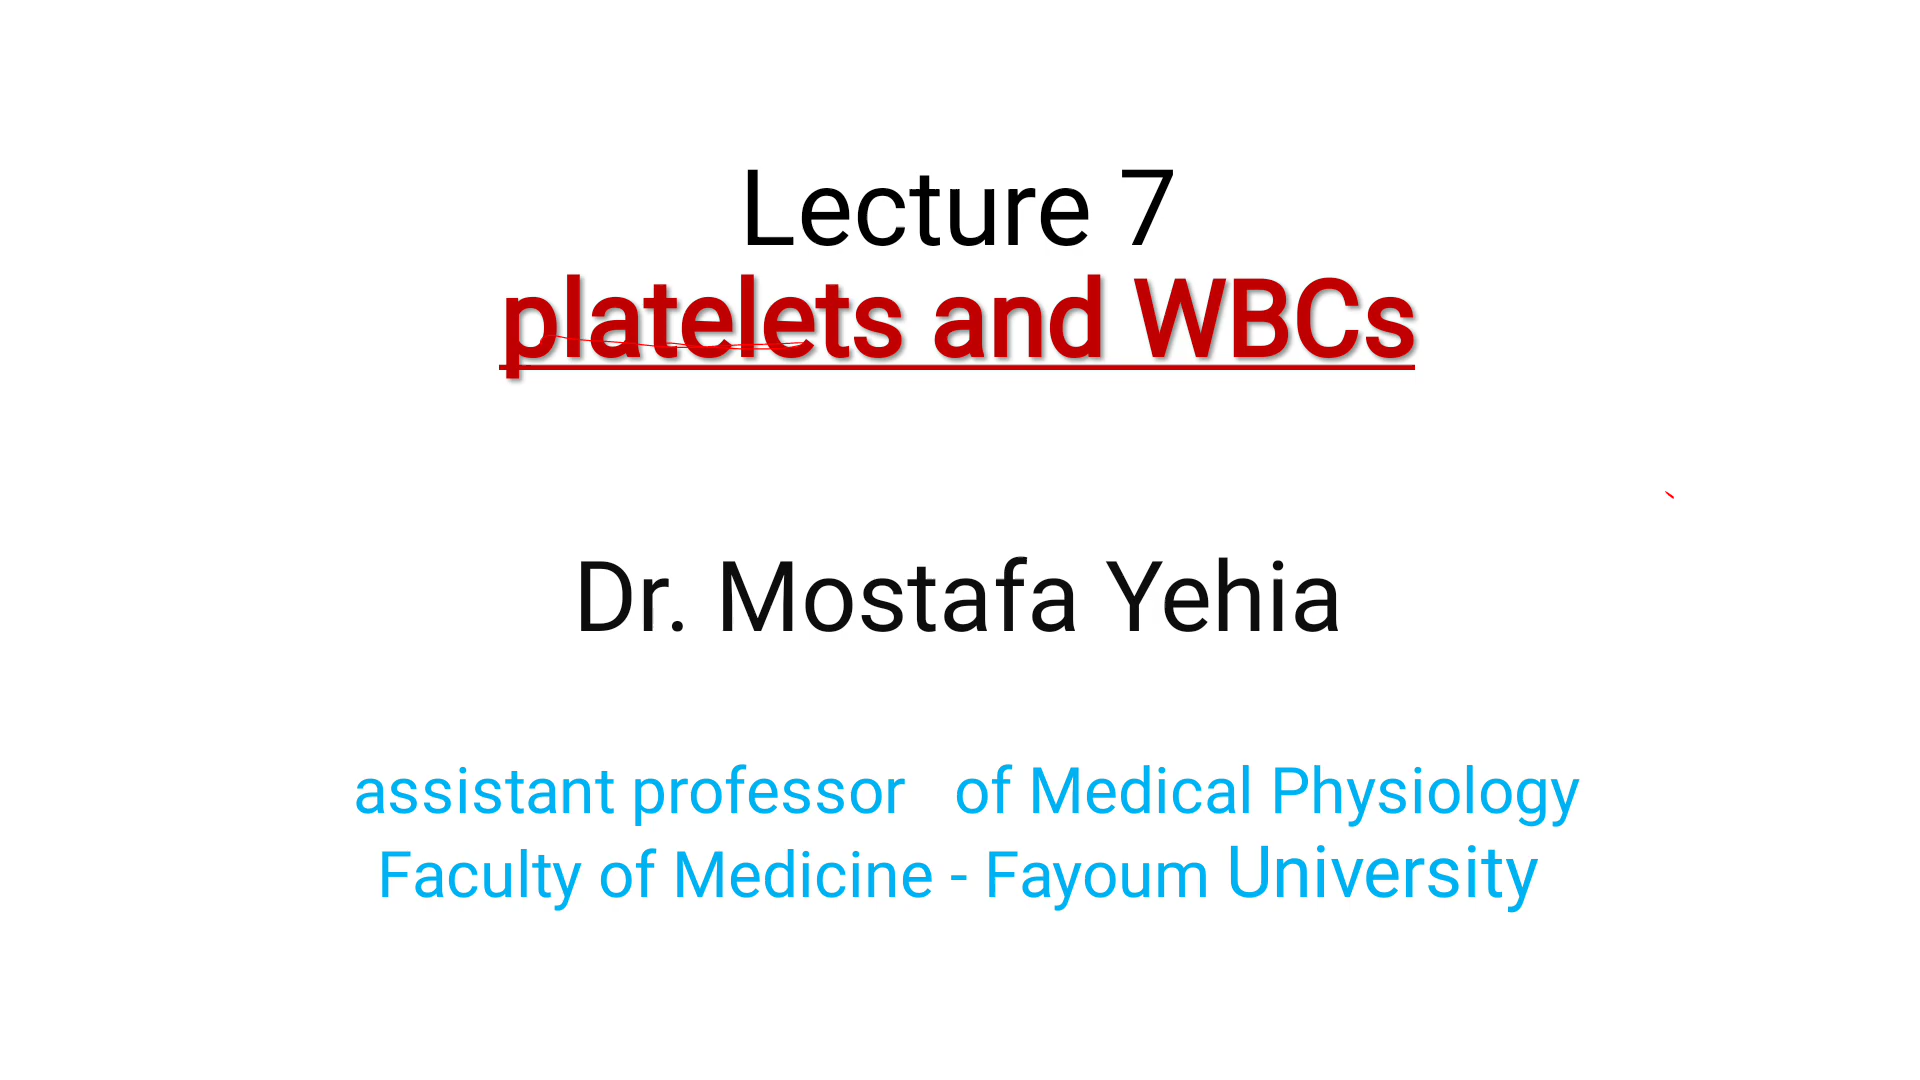 Lecture 7
platelets and WBCs
Dr. Mostafa Yehia
assistant professor of Medical Physiology
Faculty of Medicine - Fayoum University